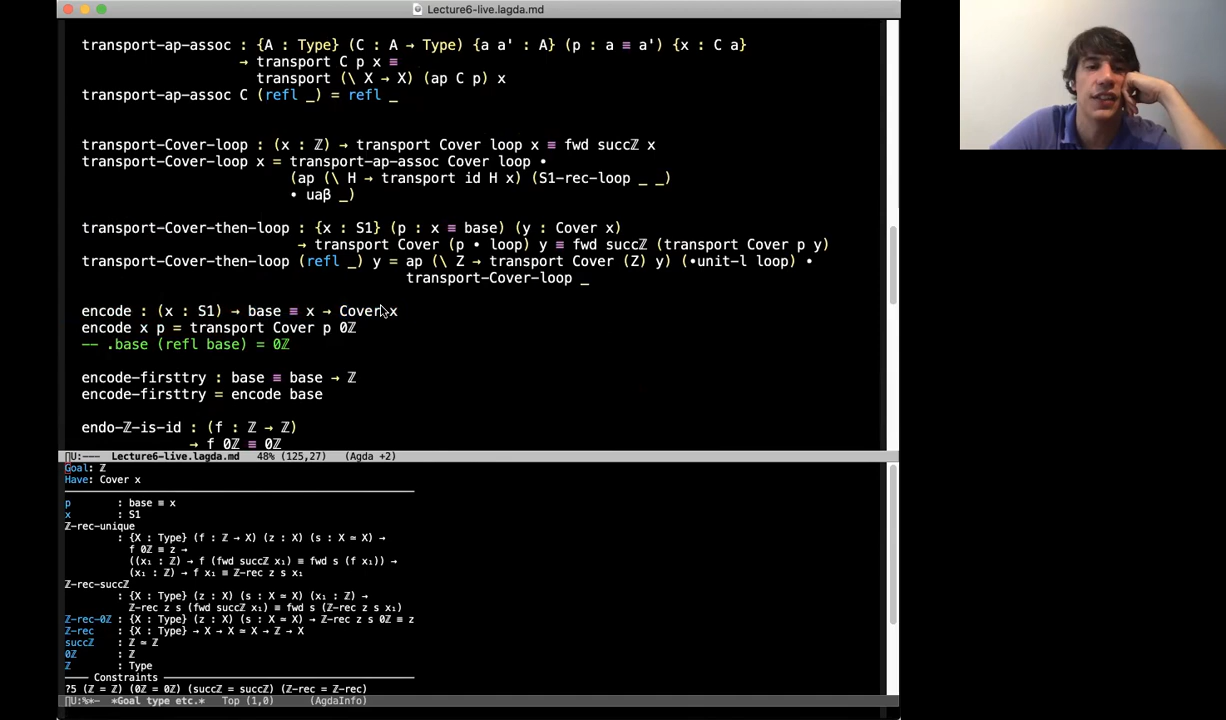 Lecture6-live.lagda.md
transport-ap-assoc : {A : Type} (C : A → Type) {a a' : A} (p : a ≡ a') {x : C a}
→ transport C p x ≡
transport (\ X → X) (ap C p) x
transport-ap-assoc C (refl _) = refl _
transport-Cover-loop : (x : ℤ) → transport Cover loop x ≡ fwd succℤ x
transport-Cover-loop x = transport-ap-assoc Cover loop ∙
(ap (\ H → transport id H x) (S1-rec-loop _ _)
∙ uaβ _)
transport-Cover-then-loop : {x : S1} (p : x ≡ base) (y : Cover x)
→ transport Cover (p ∙ loop) y ≡ fwd succℤ (transport Cover p y)
transport-Cover-then-loop (refl _) y = ap (\ Z → transport Cover (Z) y) (∙unit-l loop) ∙
transport-Cover-loop _
encode : (x : S1) → base ≡ x → Cover x
encode x p = transport Cover p 0ℤ
-- .base (refl base) = 0ℤ
encode-firsttry : base ≡ base → ℤ
encode-firsttry = encode base
endo-ℤ-is-id : (f : ℤ → ℤ)
→ f 0ℤ ≡ 0ℤ
U:--- Lecture6-live.lagda.md 48% (125,27) (Agda +2)
Goal: ℤ
Have: Cover x
p : base ≡ x
x : S1
ℤ-rec-unique
: {X : Type} (f : ℤ → X) (z : X) (s : X ≃ X) →
f 0ℤ ≡ z →
((x₁ : ℤ) → f (fwd succℤ x₁) ≡ fwd s (f x₁)) →
(x₁ : ℤ) → f x₁ ≡ ℤ-rec z s x₁
ℤ-rec-succℤ
: {X : Type} (z : X) (s : X ≃ X) (x₁ : ℤ) →
ℤ-rec z s (fwd succℤ x₁) ≡ fwd s (ℤ-rec z s x₁)
ℤ-rec-0ℤ : {X : Type} (z : X) (s : X ≃ X) → ℤ-rec z s 0ℤ ≡ z
ℤ-rec : {X : Type} → X → X ≃ X → ℤ → X
succℤ : ℤ ≃ ℤ
0ℤ : ℤ
ℤ : Type
Constraints
?5 (ℤ = ℤ) (0ℤ = 0ℤ) (succℤ = succℤ) (ℤ-rec = ℤ-rec)
U:%*- *Goal type etc.* Top (1,0) (AgdaInfo)